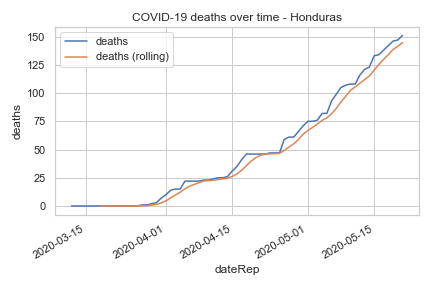 COVID-19 deaths over time - Honduras
deaths
deaths (rolling)
150
125
100
75
50
25
0
deaths
2020-03-15
2020-04-01
2020-04-15
2020-05-01
2020-05-15
dateRep